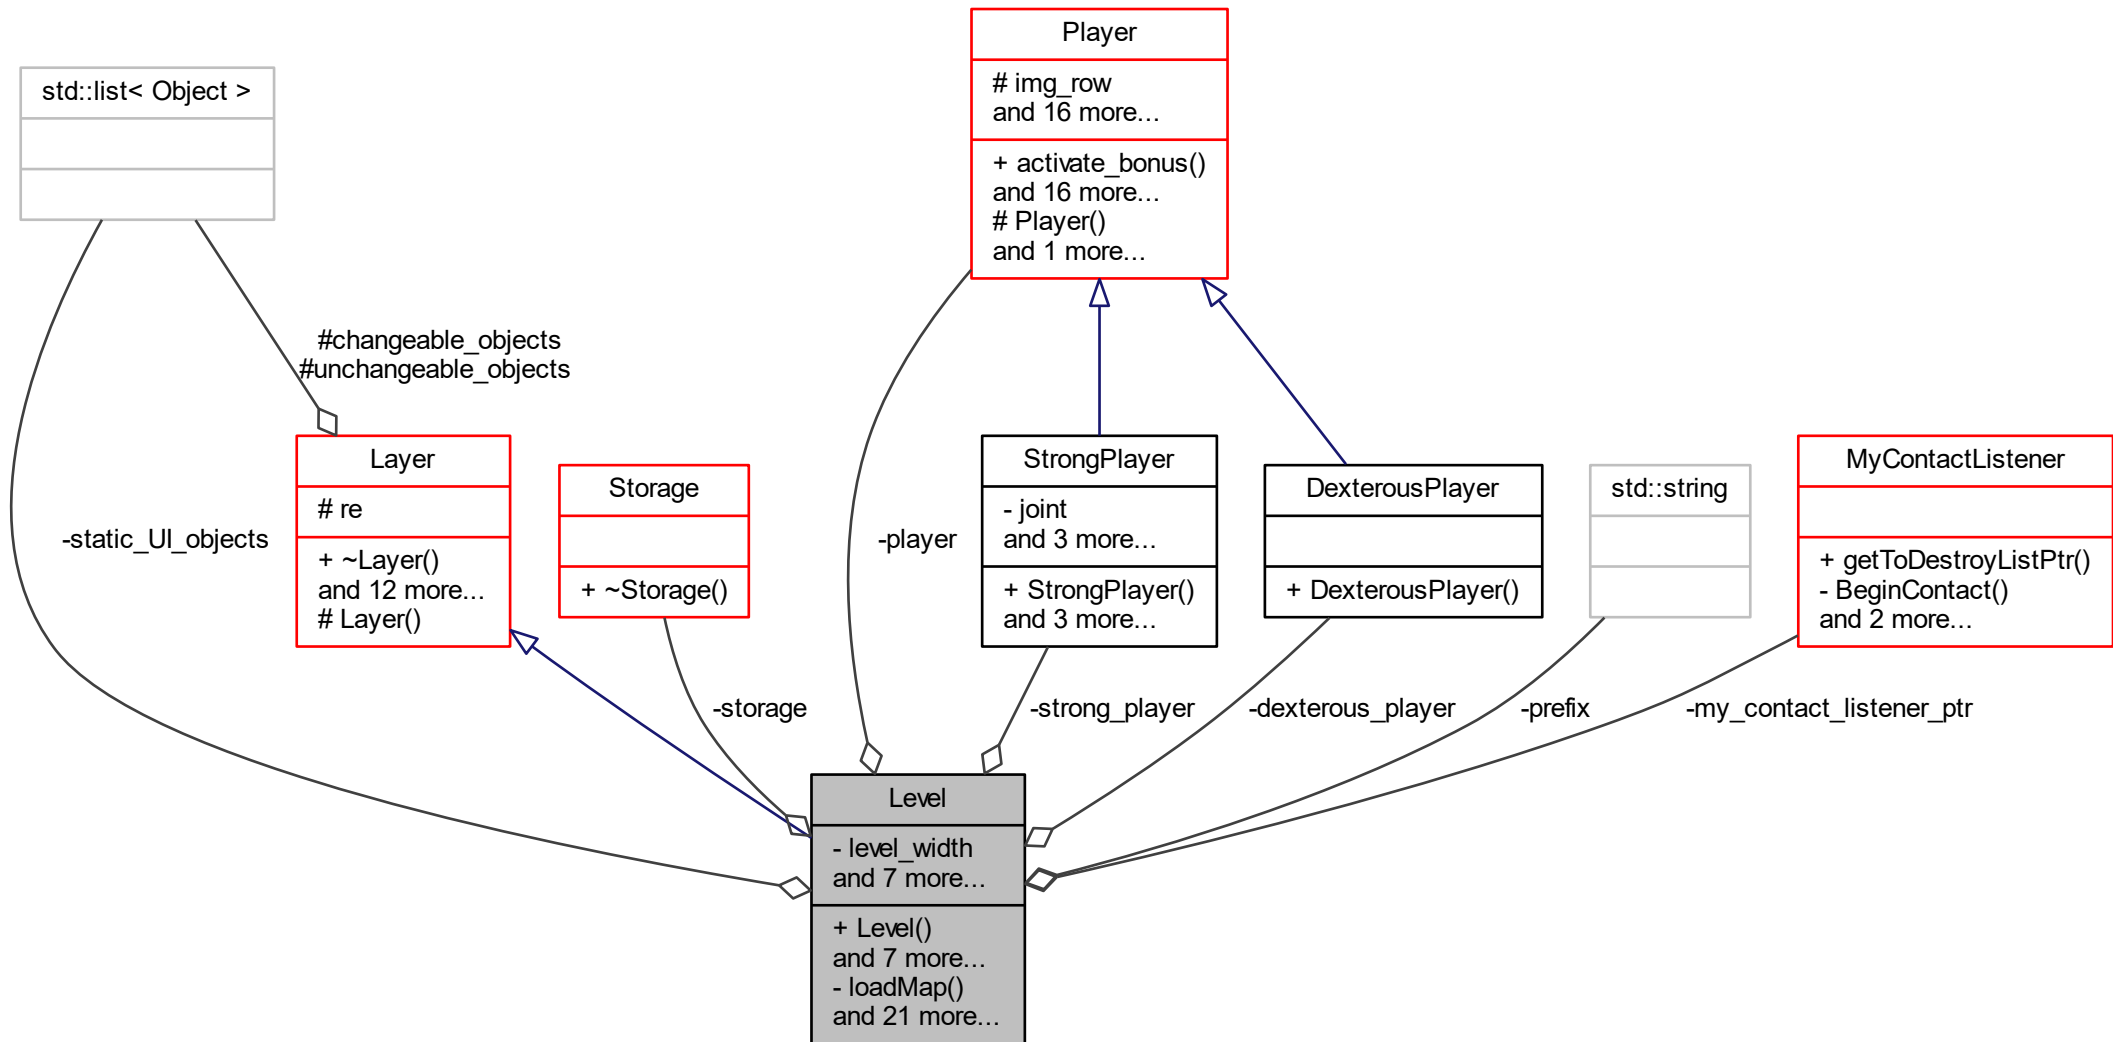 Player
# img_row
and 16 more...
+ activate_bonus()
and 16 more...
# Player()
and 1 more...
std::list< Object >
#changeable_objects
#unchangeable_objects
-static_UI_objects
Layer
# re
+ ~Layer()
and 12 more...
# Layer()
Storage
+ ~Storage()
-player
StrongPlayer
- joint
and 3 more...
+ StrongPlayer()
and 3 more...
DexterousPlayer
+ DexterousPlayer()
std::string
MyContactListener
+ getToDestroyListPtr()
- BeginContact()
and 2 more...
-storage
-strong_player
-dexterous_player
-prefix
-my_contact_listener_ptr
Level
- level_width
and 7 more...
+ Level()
and 7 more...
- loadMap()
and 21 more...